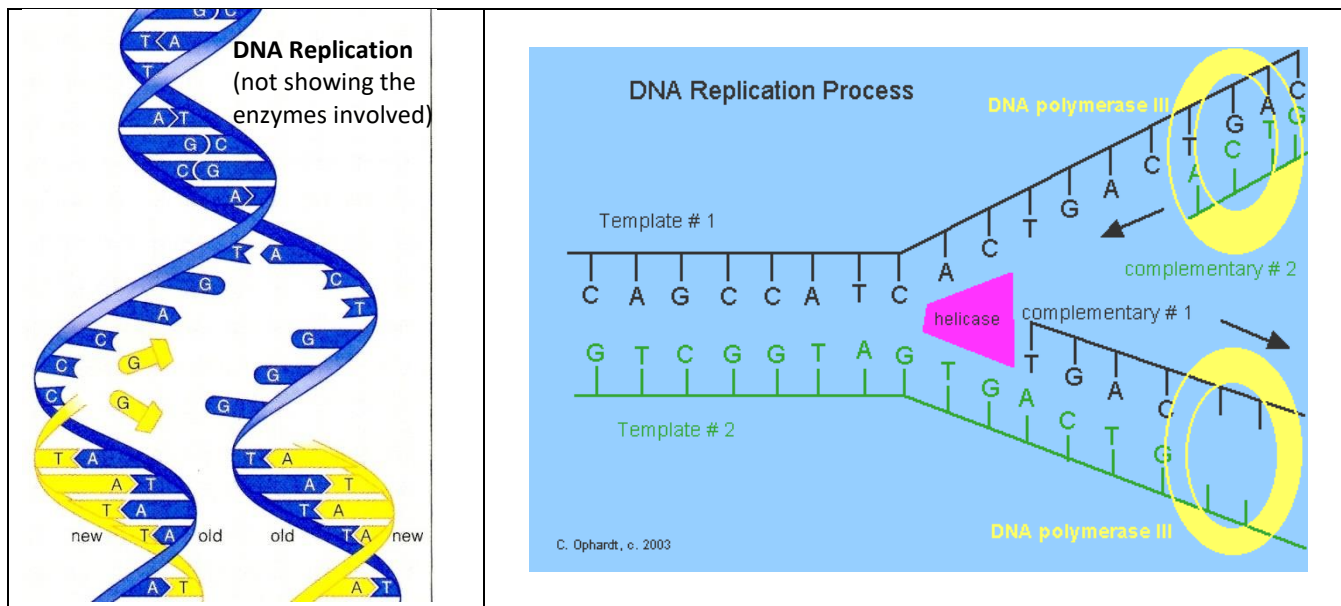 G C
T A
DNA Replication
(not showing the
enzymes involved)
T
A T
G C
C G
A
T A
G C
A T
C G
G
C G
G
C G
T A T A
A T A T
T A T A
new T A old old T A new
A T A T
DNA Replication Process
DNA polymerase III
Template # 1
C A G C C A T C A C T G A C T G A C
A C T G
complementary # 2
helicase
complementary # 1
T G A C
G T C G G T A G T G A C T G
Template # 2
DNA polymerase III
C. Ophardt, c. 2003